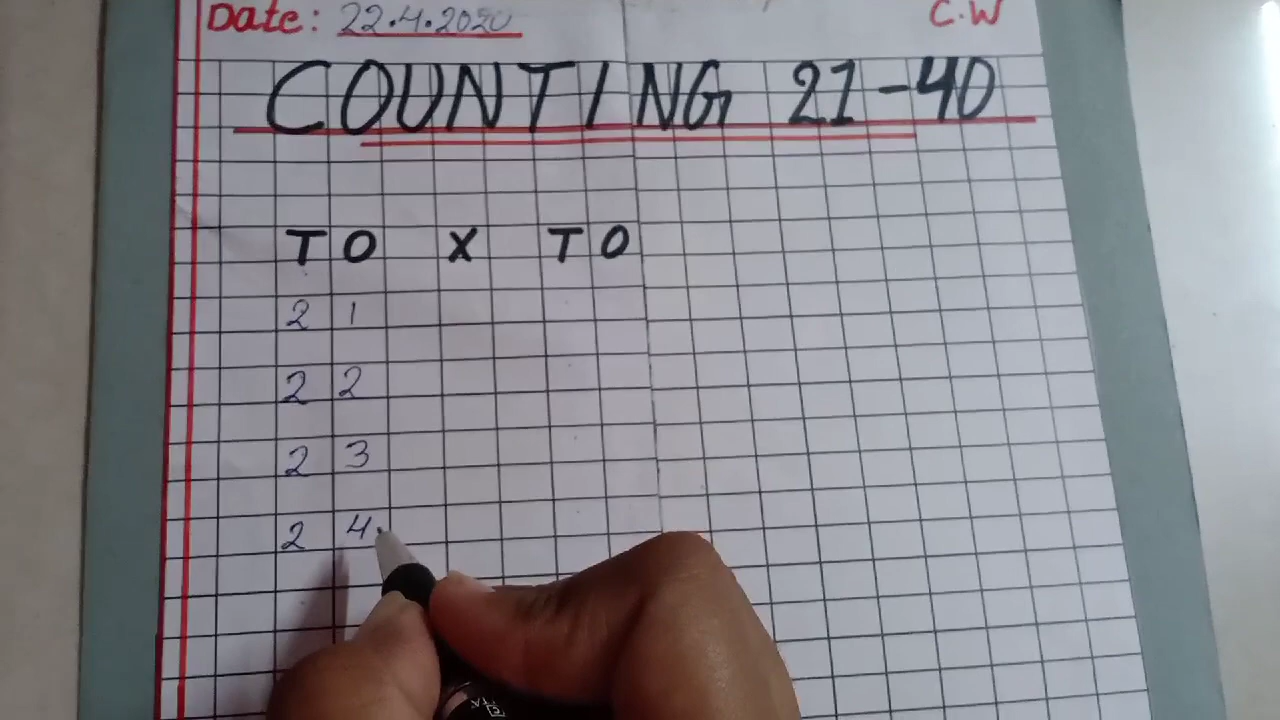 Date: 22.4.2020 C.W
COUNTING 21-40
T O X T O
2 1
2 2
2 3
2 4